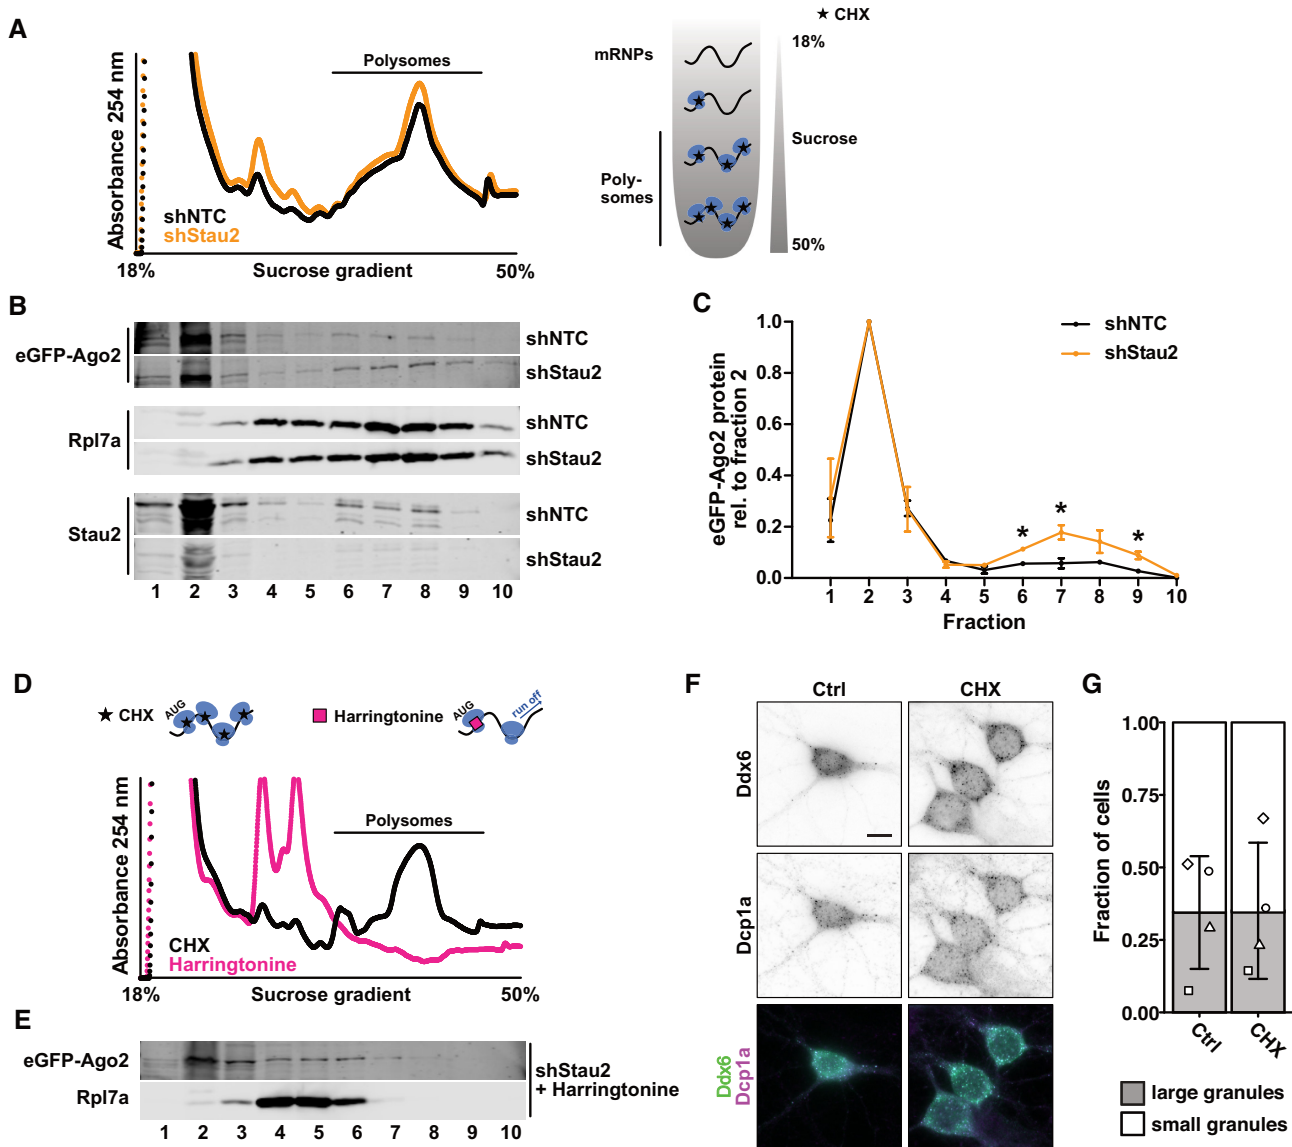 A
Absorbance 254 nm
Polysomes
shNTC
shStau2
18%
Sucrose gradient
50%
CHX
mRNPs
Poly-
somes
18%
Sucrose
50%
B
eGFP-Ago2
shNTC
shStau2
Rpl7a
shNTC
shStau2
Stau2
shNTC
shStau2
1 2 3 4 5 6 7 8 9 10
C
eGFP-Ago2 protein
rel. to fraction 2
1.0
0.8
0.6
0.4
0.2
0.0
shNTC
shStau2
* * *
1 2 3 4 5 6 7 8 9 10
Fraction
D
CHX
AUG
Harringtonine
AUG
run off
Absorbance 254 nm
Polysomes
CHX
Harringtonine
18%
Sucrose gradient
50%
E
eGFP-Ago2
Rpl7a
shStau2
+ Harringtonine
1 2 3 4 5 6 7 8 9 10
F
Ctrl
CHX
Ddx6
Dcp1a
Ddx6
Dcp1a
G
Fraction of cells
1.00
0.75
0.50
0.25
0.00
Ctrl
CHX
large granules
small granules